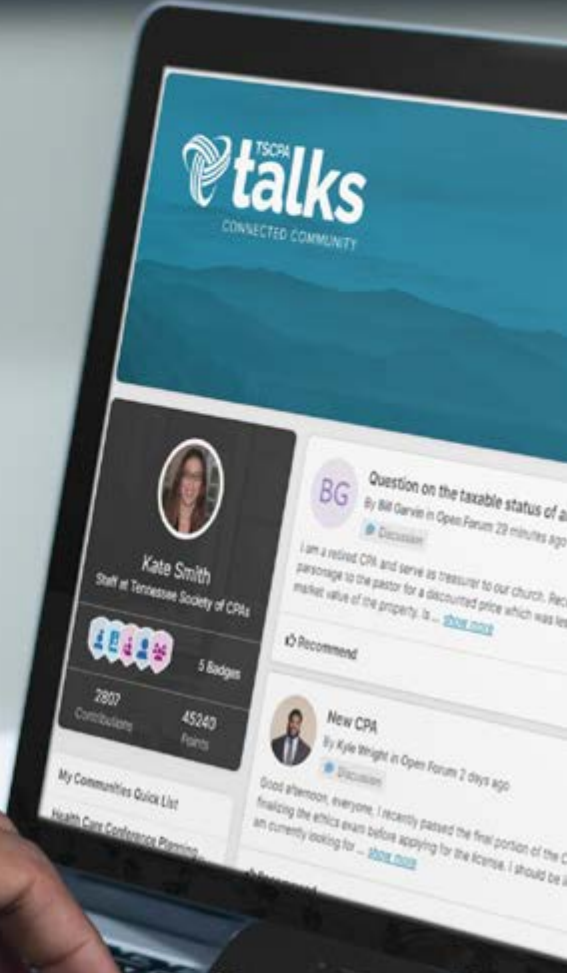 TSCPA
talks
CONNECTED COMMUNITY
Kate Smith
Staff at Tennessee Society of CPAs
5 Badges
2807
Contributions
45240
Points
My Communities Quick List
Health Care Conference Planning
BG
Question on the taxable status of a
By Bill Garvin in Open Forum 29 minutes ago
Discussion
I am a retired CPA and serve as treasurer to our church.
parsonage to the pastor for a discounted price which was les
market value of the property. Is ... show more
Recommend
New CPA
By Kyle Wright in Open Forum 2 days ago
Discussion
Good afternoon, everyone, I recently passed the final portion of the C
finalizing the ethics exam before applying for the license. I should be
am currently looking for ... show more
Recommend